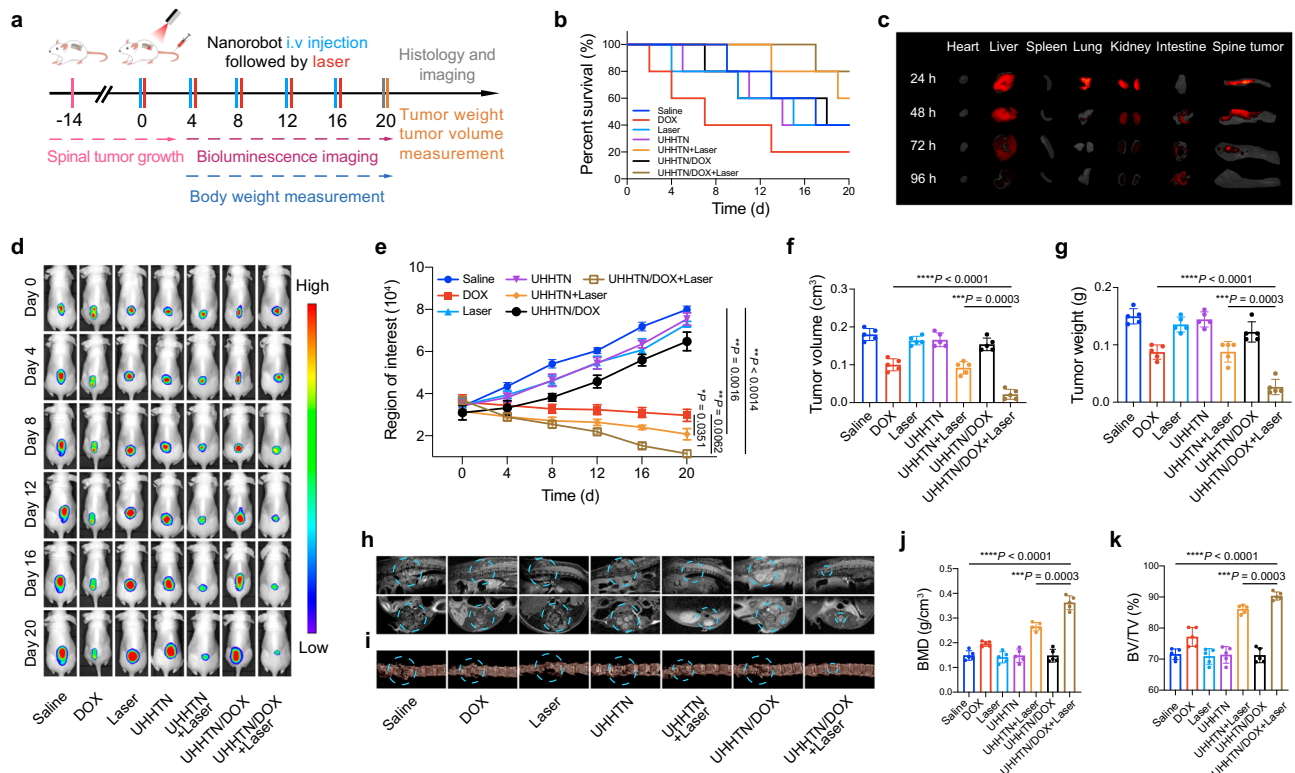 a
Nanorobot i.v injection
followed by laser
Histology and
imaging
-14
0
4
8
12
16
20
Tumor weight
tumor volume
measurement
Spinal tumor growth
Bioluminescence imaging
Body weight measurement
b
Percent survival (%)
100
80
60
40
20
0
4
7
10
13
16
20
Time (d)
Saline
DOX
Laser
UHHTN
UHHTN+Laser
UHHTN/DOX
UHHTN/DOX+Laser
c
Heart Liver Spleen Lung Kidney Intestine Spine tumor
24 h
48 h
72 h
96 h
d
Day 0
Day 4
Day 8
Day 12
Day 16
Day 20
High
Low
Saline
DOX
Laser
UHHTN
UHHTN
+Laser
UHHTN/DOX
UHHTN/DOX
+Laser
e
Region of interest (10⁴)
10
8
6
4
2
0
4
8
12
16
20
Time (d)
Saline
DOX
Laser
UHHTN
UHHTN+Laser
UHHTN/DOX
UHHTN/DOX+Laser
**P < 0.0014
**P = 0.0016
**P = 0.0062
*P = 0.0351
f
Tumor volume (cm³)
0.3
0.2
0.1
0.0
****P < 0.0001
***P = 0.0003
Saline
DOX
Laser
UHHTN
UHHTN+Laser
UHHTN/DOX
UHHTN/DOX+Laser
g
Tumor weight (g)
0.2
0.1
0.0
****P < 0.0001
***P = 0.0003
Saline
DOX
Laser
UHHTN
UHHTN+Laser
UHHTN/DOX
UHHTN/DOX+Laser
h
i
Saline
DOX
Laser
UHHTN
UHHTN
+Laser
UHHTN/DOX
UHHTN/DOX
+Laser
j
BMD (g/cm³)
0.5
0.4
0.3
0.2
0.1
0.0
****P < 0.0001
***P = 0.0003
Saline
DOX
Laser
UHHTN
UHHTN+Laser
UHHTN/DOX
UHHTN/DOX+Laser
k
BV/TV (%)
100
90
80
70
60
****P < 0.0001
***P = 0.0003
Saline
DOX
Laser
UHHTN
UHHTN+Laser
UHHTN/DOX
UHHTN/DOX+Laser